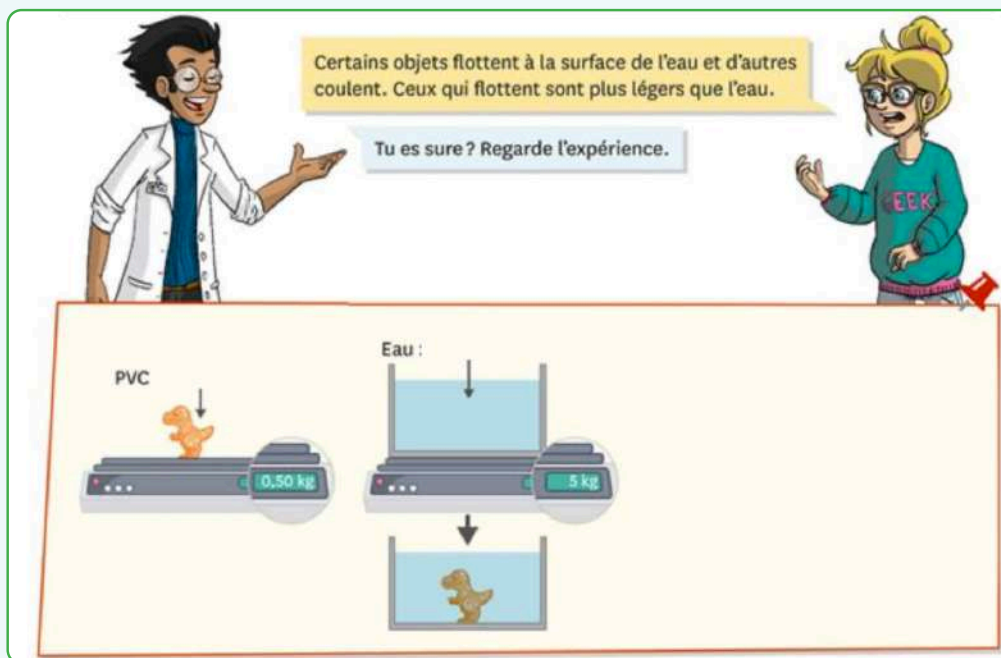 Certains objets flottent à la surface de l'eau et d'autres
coulent. Ceux qui flottent sont plus légers que l'eau.
Tu es sure ? Regarde l'expérience.
GEEK
Eau :
PVC
0,50 kg
5 kg